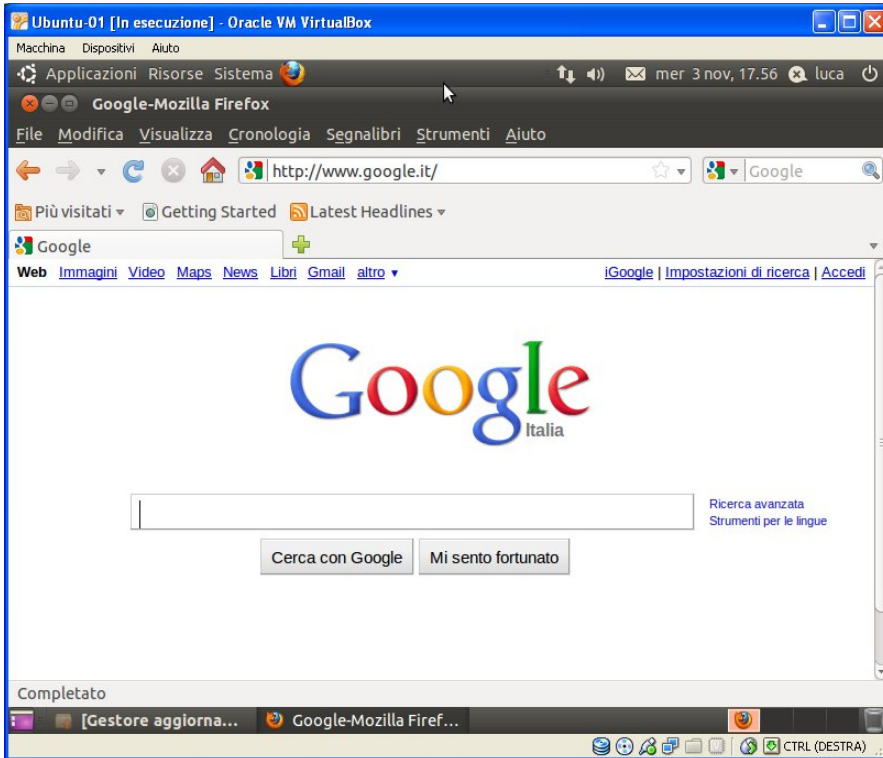 Ubuntu-01 [In esecuzione] - Oracle VM VirtualBox
Macchina Dispositivi Aiuto
Applicazioni Risorse Sistema mer 3 nov, 17.56 luca
Google-Mozilla Firefox
File Modifica Visualizza Cronologia Segnalibri Strumenti Aiuto
http://www.google.it/ Google
Più visitati Getting Started Latest Headlines
Google
Web Immagini Video Maps News Libri Gmail altro iGoogle | Impostazioni di ricerca | Accedi
Google
Italia
Ricerca avanzata
Strumenti per le lingue
Cerca con Google Mi sento fortunato
Completato
[Gestore aggiorna... Google-Mozilla Firef...
CTRL (DESTRA)